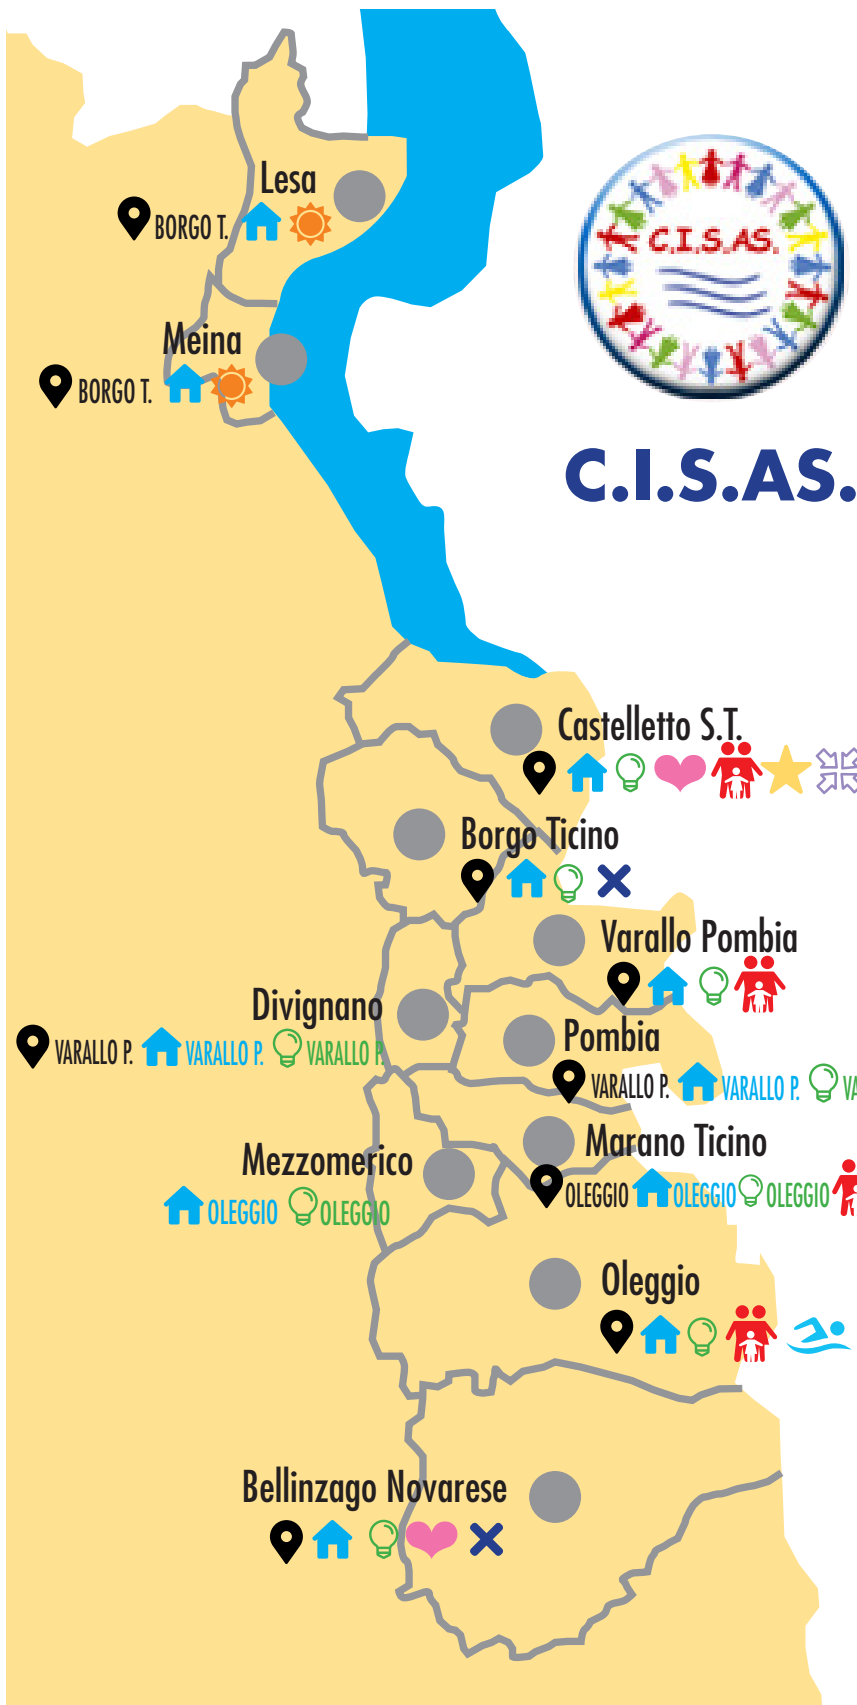 Lesa
BORGO T.
C.I.S.AS.
Meina
BORGO T.
C.I.S.AS.
Castelletto S.T.
Borgo Ticino
Varallo Pombia
Divignano
VARALLO P. VARALLO P. VARALLO P.
Pombia
VARALLO P. VARALLO P. VA
Marano Ticino
OLEGGIO OLEGGIO OLEGGIO
Mezzomerico
OLEGGIO OLEGGIO
Oleggio
Bellinzago Novarese